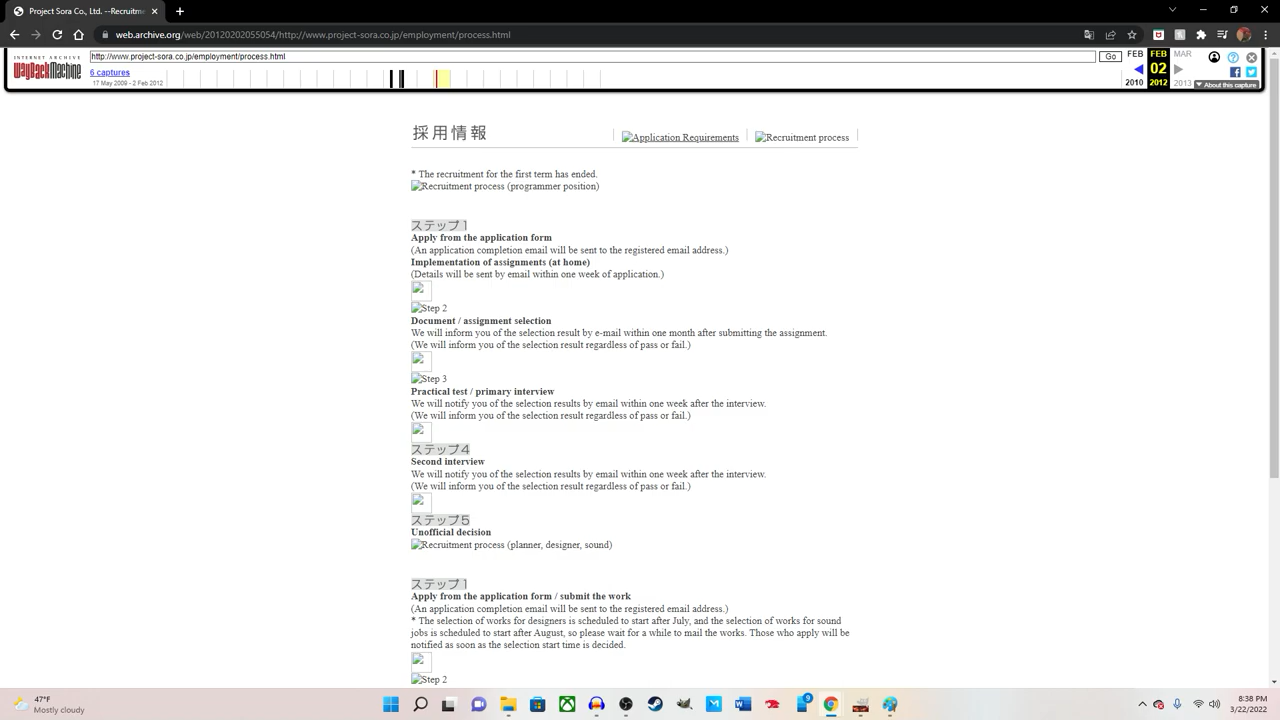 Project Sora Co.,
web.archive.org/web/20120202055054/http://www.project-sora.co.jp/employment/process.html
INTERNET ARCHIVE
WayBackMachine
http://www.project-sora.co.jp/employment/process.html
Go
FEB FEB MAR
02
2010 2012 2013
6 captures
17 May 2009 - 2 Feb 2012
About this capture
採用情報
Application Requirements
Recruitment process
* The recruitment for the first term has ended.
Recruitment process (programmer position)
ステップ1
Apply from the application form
(An application completion email will be sent to the registered email address.)
Implementation of assignments (at home)
(Details will be sent by email within one week of application.)
Step 2
Document / assignment selection
We will inform you of the selection result by e-mail within one month after submitting the assignment.
(We will inform you of the selection result regardless of pass or fail.)
Step 3
Practical test / primary interview
We will notify you of the selection results by email within one week after the interview.
(We will inform you of the selection result regardless of pass or fail.)
ステップ4
Second interview
We will notify you of the selection results by email within one week after the interview.
(We will inform you of the selection result regardless of pass or fail.)
ステップ5
Unofficial decision
Recruitment process (planner, designer, sound)
ステップ1
Apply from the application form / submit the work
(An application completion email will be sent to the registered email address.)
* The selection of works for designers is scheduled to start after July, and the selection of works for sound
jobs is scheduled to start after August, so please wait for a while to mail the works. Those who apply will be
notified as soon as the selection start time is decided.
Step 2
47°F
Mostly cloudy
9
3:08 PM
3/22/2022